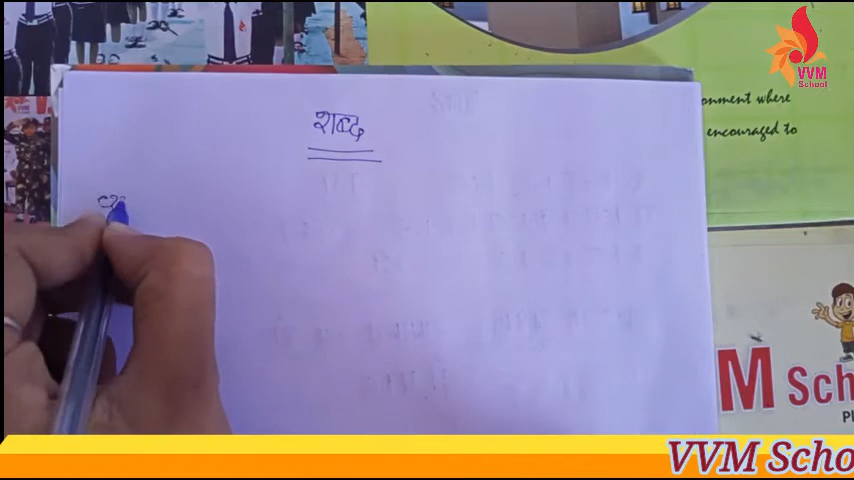 VVM
School
onment where
encouraged to
शब्द
M Sch
VVM Scho